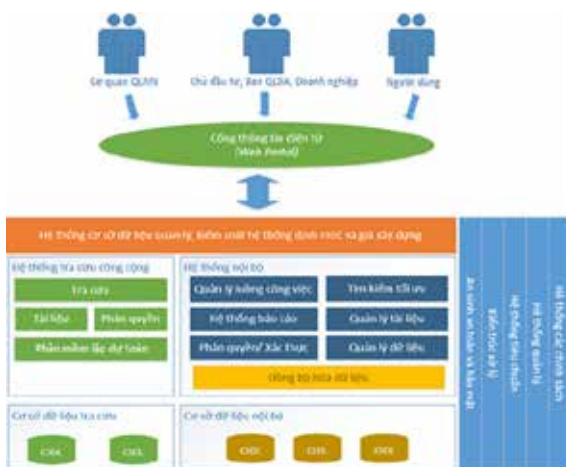 Cơ quan QLNN
Chủ đầu tư, Ban QLDA, Doanh nghiệp
Người dùng
Cổng thông tin điện tử
(Web Portal)
Hệ thống cơ sở dữ liệu quản lý, kiểm soát hệ thống định mức và giá xây dựng
Hệ thống tra cứu công cộng
Tra cứu
Tài liệu
Phân quyền
Phần mềm lập dự toán
Hệ thống nội bộ
Quản lý luồng công việc
Tìm kiếm tối ưu
Hệ thống báo cáo
Quản lý tài liệu
Phân quyền/ Xác thực
Quản lý dữ liệu
Đồng bộ hóa dữ liệu
An ninh an toàn và bảo mật
Kiến trúc xử lý
Hệ thống tiêu chuẩn
Hệ thống quản lý
Hệ thống các chính sách
Cơ sở dữ liệu tra cứu
Cơ sở dữ liệu nội bộ